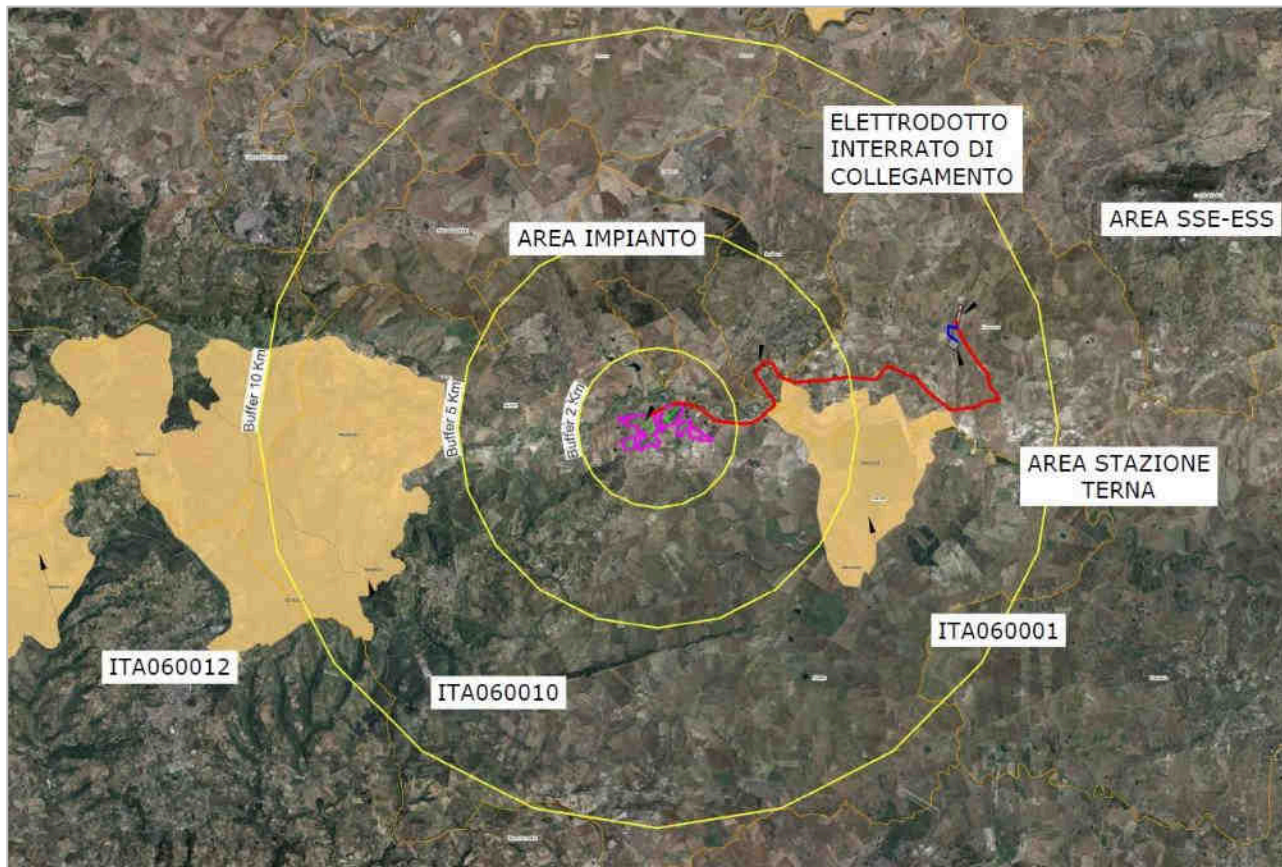 ELETTRODOTTO
INTERRATO DI
COLLEGAMENTO
AREA SSE-ESS
AREA IMPIANTO
Buffer 10 Km
Buffer 5 Km
Buffer 2 Km
AREA STAZIONE
TERNA
ITA060001
ITA060012
ITA060010